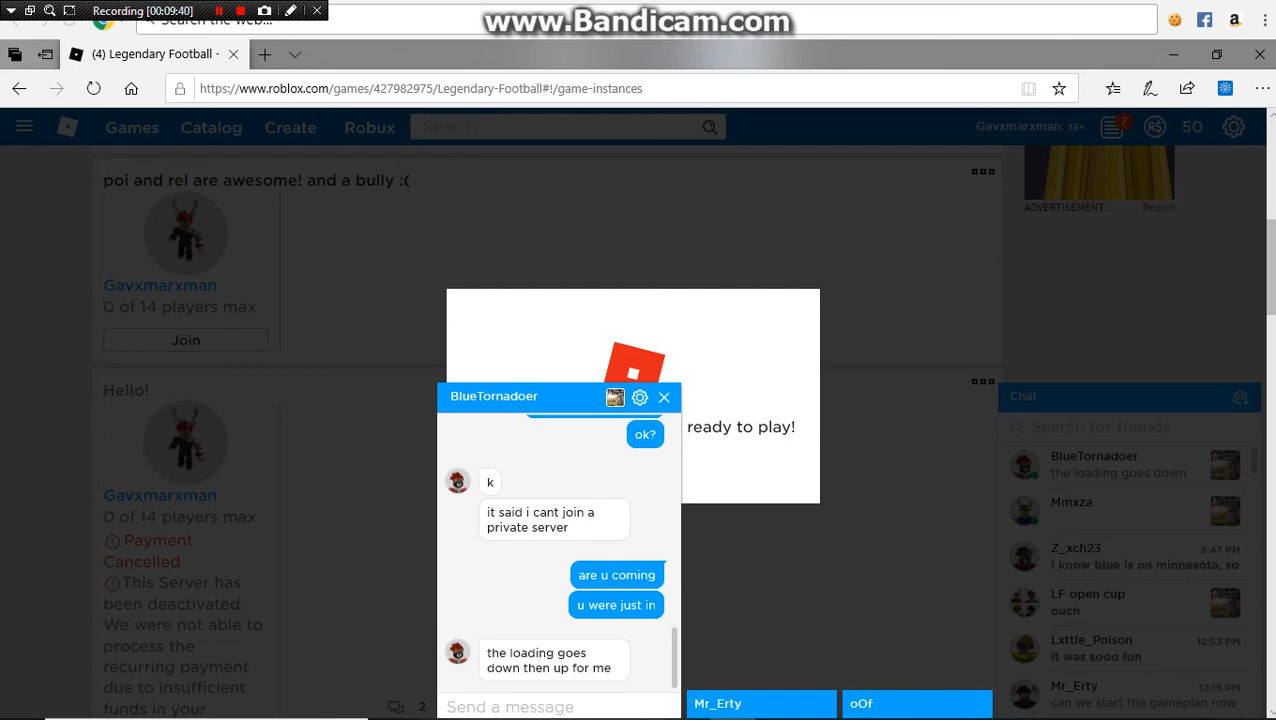 Recording [00:09:40]
www.Bandicam.com
Search the web...
(4) Legendary Football -
https://www.roblox.com/games/427982975/Legendary-Football#!/game-instances
Games
Catalog
Create
Robux
Search
Gavxmarxman: 13+
7
R$
50
poi and rel are awesome! and a bully :(
Gavxmarxman
0 of 14 players max
Join
ADVERTISEMENT
Report
Hello!
Gavxmarxman
0 of 14 players max
Payment
Cancelled
This Server has
been deactivated.
We were not able to
process the
recurring payment
due to insufficient
funds in your
2
ready to play!
BlueTornadoer
ok?
k
it said i cant join a
private server
are u coming
u were just in
the loading goes
down then up for me
Send a message
Mr_Erty
oOf
Chat
Search for friends
BlueTornadoer
the loading goes down
Mmxza
Z_xch23
3:47 PM
I know blue is on minnesota, so
LF open cup
ouch
Lxttle_Poison
12:53 PM
it was sooo fun
Mr_Erty
12:19 PM
can we start the gameplan now